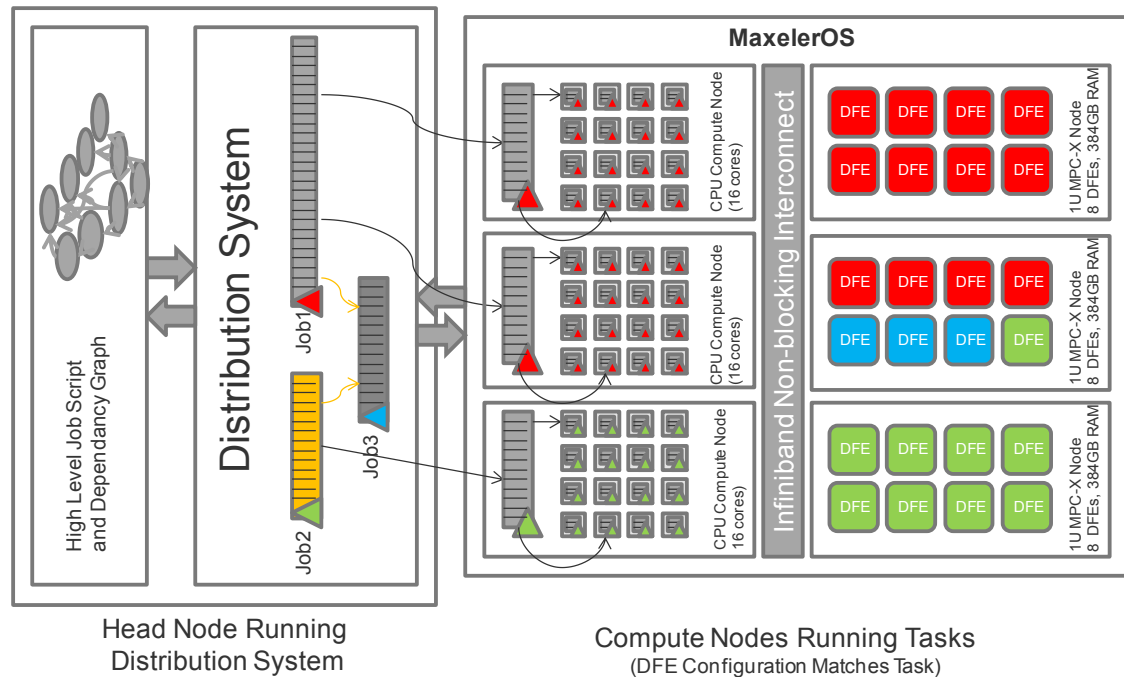 High Level Job Script
and Dependancy Graph
Distribution System
Job1
Job2
Job3
Head Node Running
Distribution System
MaxelerOS
CPU Compute Node
(16 cores)
CPU Compute Node
(16 cores)
CPU Compute Node
16 cores)
Infiniband Non-blocking Interconnect
DFE DFE DFE DFE
DFE DFE DFE DFE
1U MPC-X Node
8 DFEs, 384GB RAM
DFE DFE DFE DFE
DFE DFE DFE DFE
1U MPC-X Node
8 DFEs, 384GB RAM
DFE DFE DFE DFE
DFE DFE DFE DFE
1U MPC-X Node
8 DFEs, 384GB RAM
Compute Nodes Running Tasks
(DFE Configuration Matches Task)